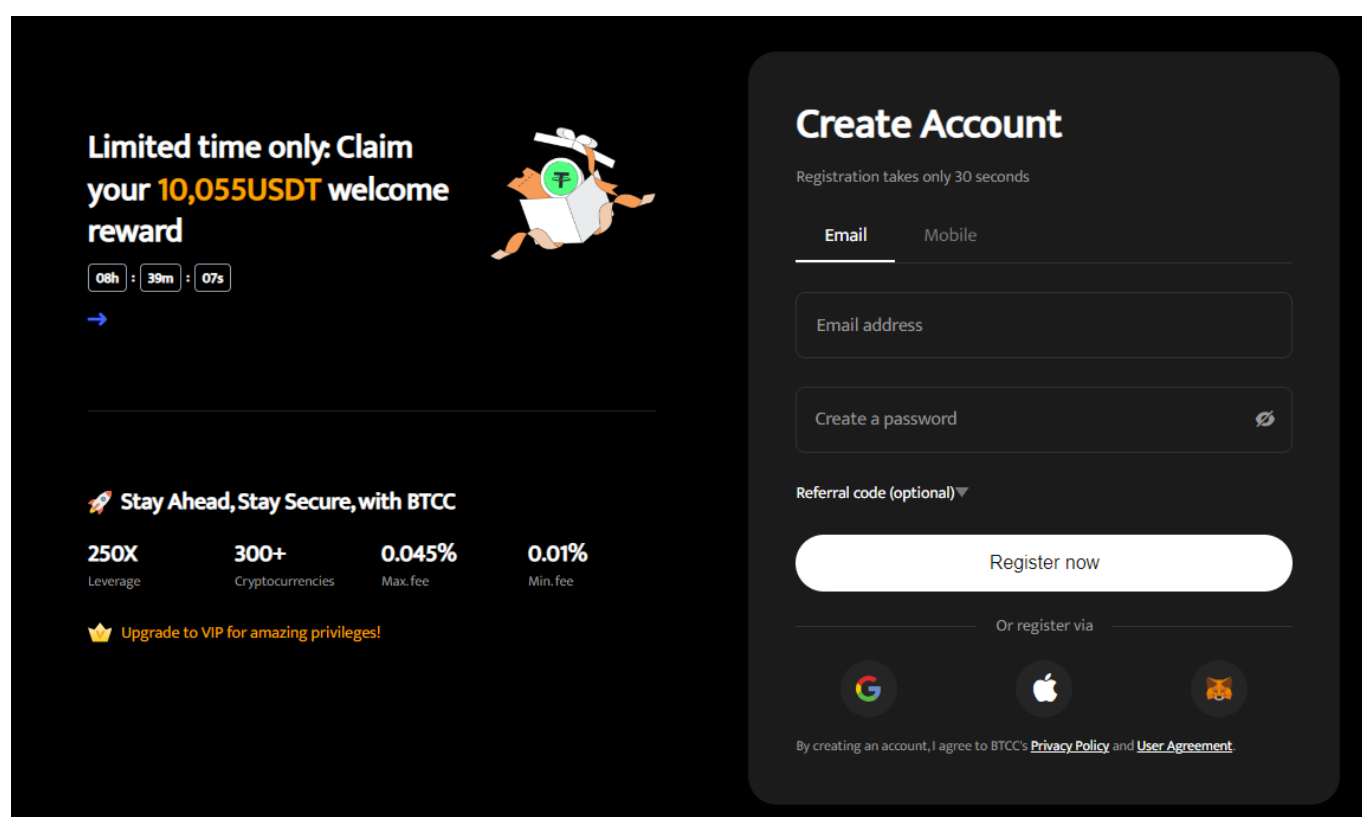 Limited time only: Claim
your 10,055USDT welcome
reward
08h : 39m : 07s
Stay Ahead, Stay Secure, with BTCC
250X 300+ 0.045% 0.01%
Leverage Cryptocurrencies Max. fee Min. fee
Upgrade to VIP for amazing privileges!
Create Account
Registration takes only 30 seconds
Email Mobile
Email address
Create a password
Referral code (optional)
Register now
Or register via
By creating an account, I agree to BTCC's Privacy Policy and User Agreement.